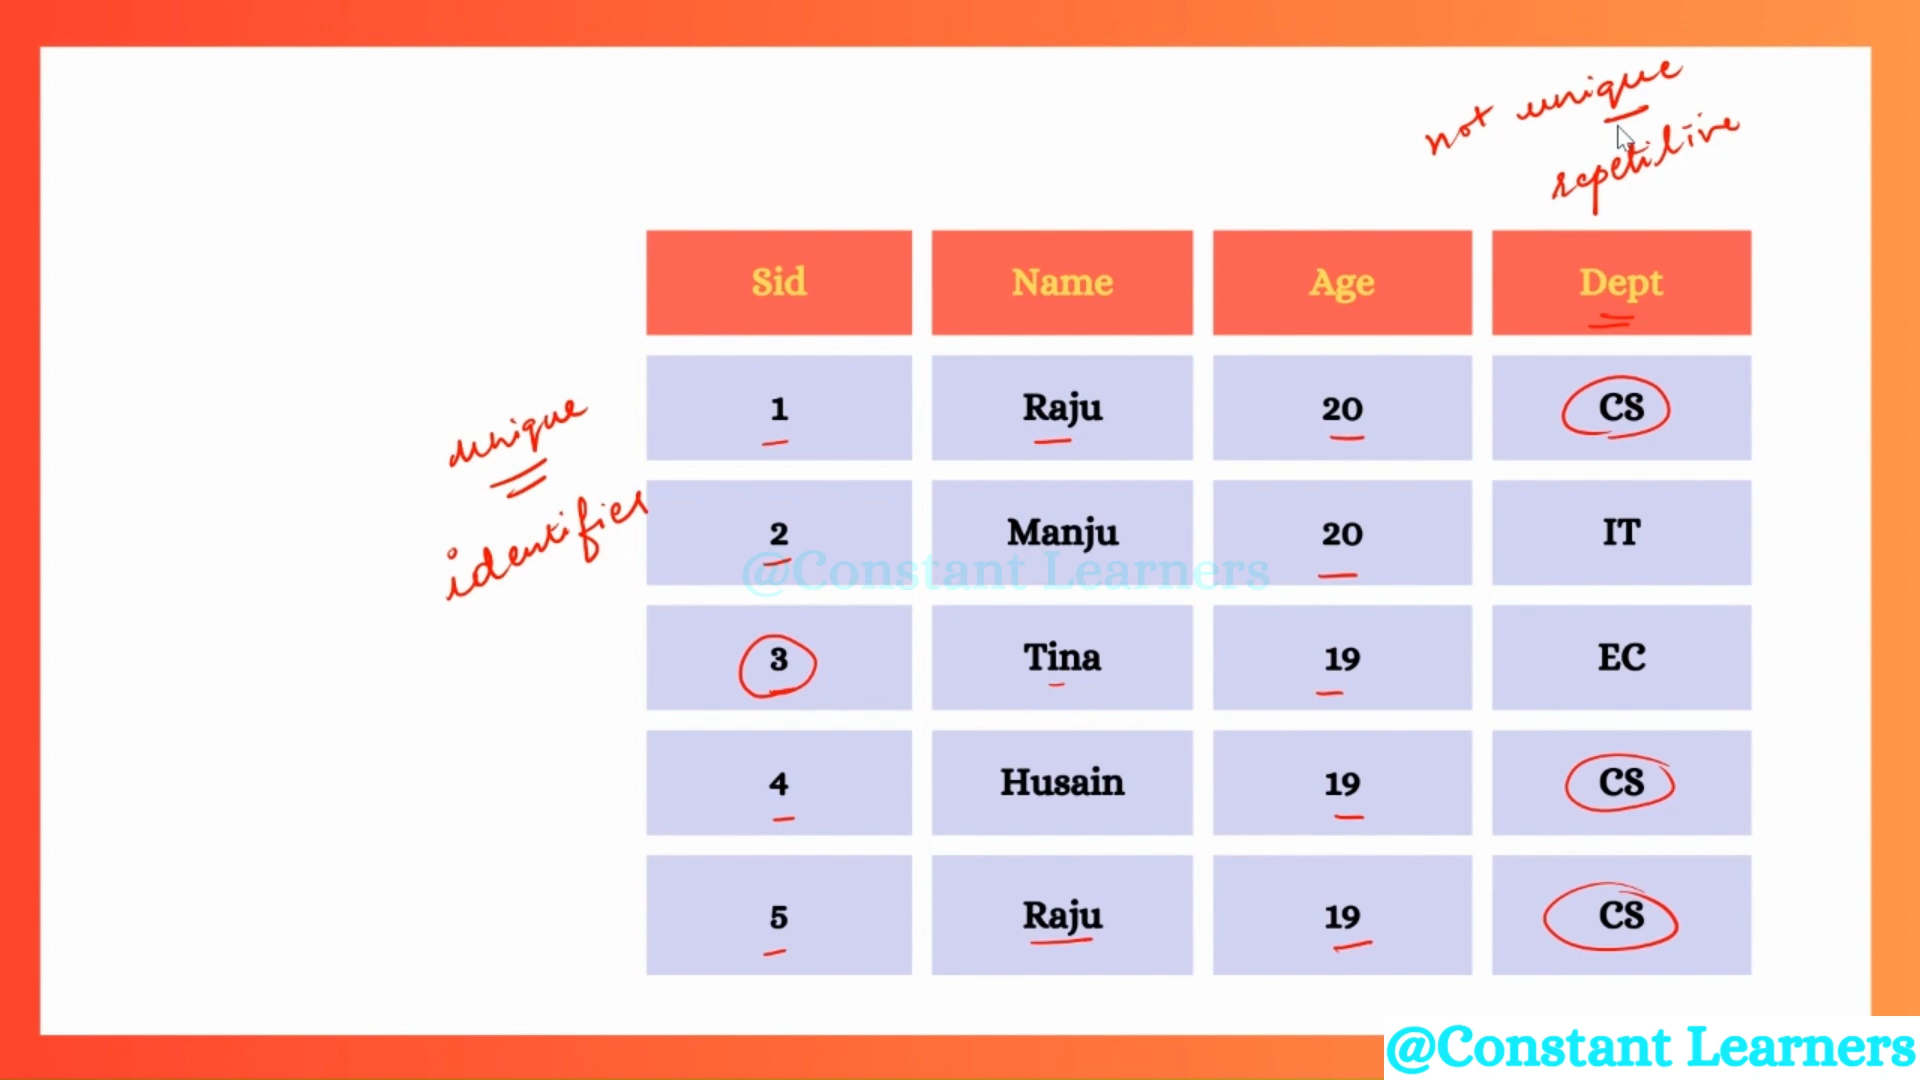 not unique
repetitive
Sid Name Age Dept
1 Raju 20 CS
unique
2 Manju 20 IT
identifier
@Constant Learners
3 Tina 19 EC
4 Husain 19 CS
5 Raju 19 CS
@Constant Learners